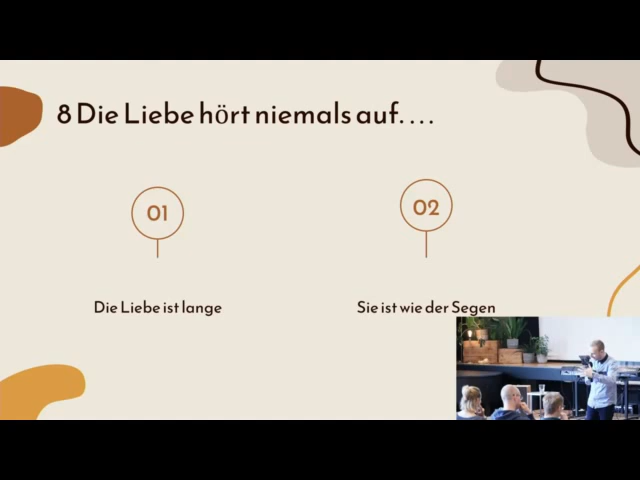 8 Die Liebe hört niemals auf. . . .
01
02
Die Liebe ist lange
Sie ist wie der Segen